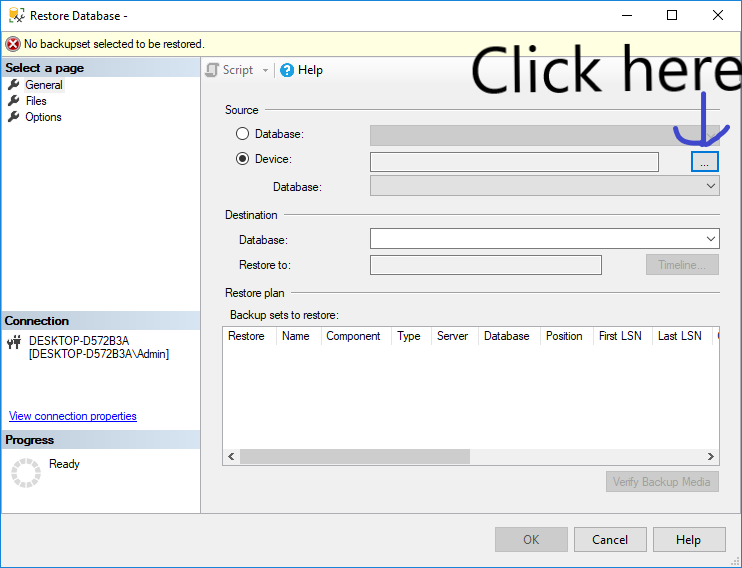 Restore Database -
No backupset selected to be restored.
Select a page
General
Files
Options
Script
Help
Click here
Source
Database:
Device:
...
Database:
Destination
Database:
Restore to:
Timeline...
Restore plan
Backup sets to restore:
Restore Name Component Type Server Database Position First LSN Last LSN
Connection
DESKTOP-D572B3A
[DESKTOP-D572B3A\Admin]
View connection properties
Progress
Ready
Verify Backup Media
OK Cancel Help